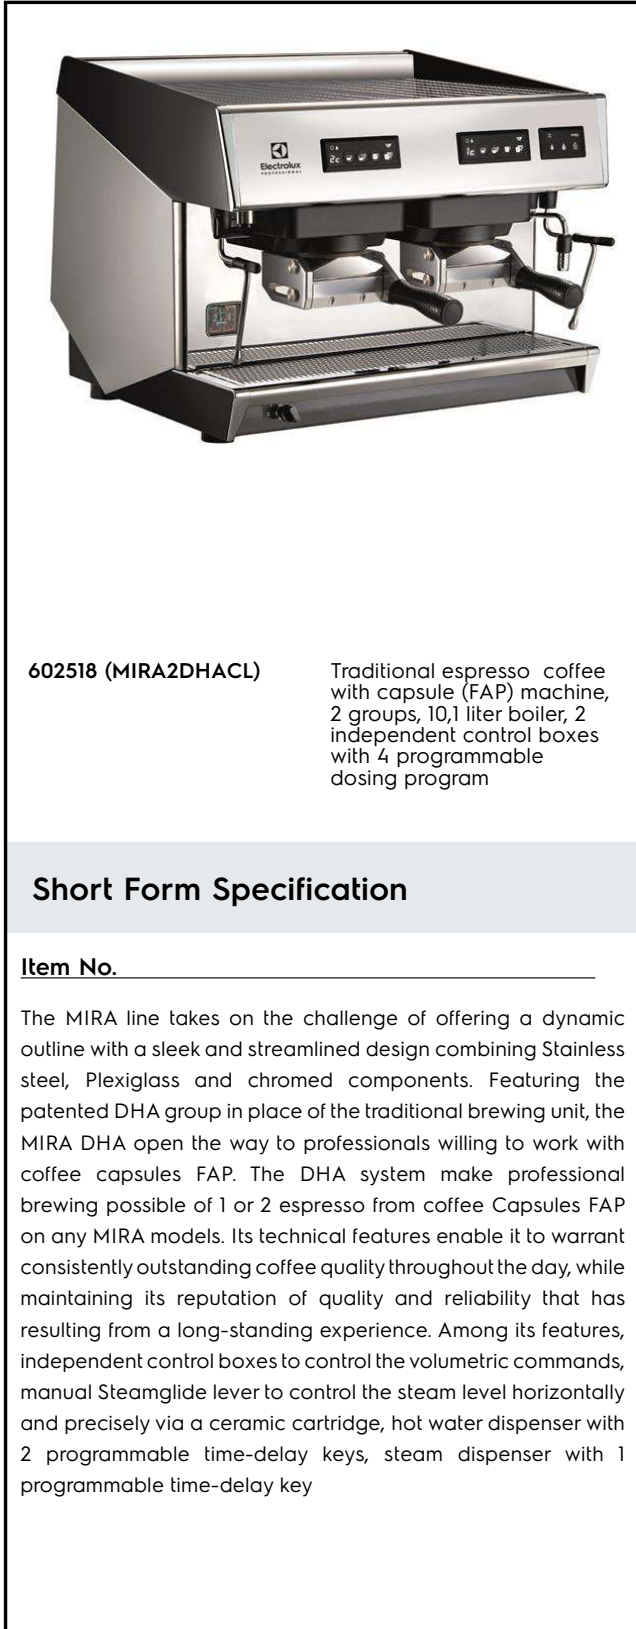 Electrolux
PROFESSIONAL
2c
1c
602518 (MIRA2DHACL)
Traditional espresso coffee
with capsule (FAP) machine,
2 groups, 10,1 liter boiler, 2
independent control boxes
with 4 programmable
dosing program
Short Form Specification
Item No.
The MIRA line takes on the challenge of offering a dynamic
outline with a sleek and streamlined design combining Stainless
steel, Plexiglass and chromed components. Featuring the
patented DHA group in place of the traditional brewing unit, the
MIRA DHA open the way to professionals willing to work with
coffee capsules FAP. The DHA system make professional
brewing possible of 1 or 2 espresso from coffee Capsules FAP
on any MIRA models. Its technical features enable it to warrant
consistently outstanding coffee quality throughout the day, while
maintaining its reputation of quality and reliability that has
resulting from a long-standing experience. Among its features,
independent control boxes to control the volumetric commands,
manual Steamglide lever to control the steam level horizontally
and precisely via a ceramic cartridge, hot water dispenser with
2 programmable time-delay keys, steam dispenser with 1
programmable time-delay key